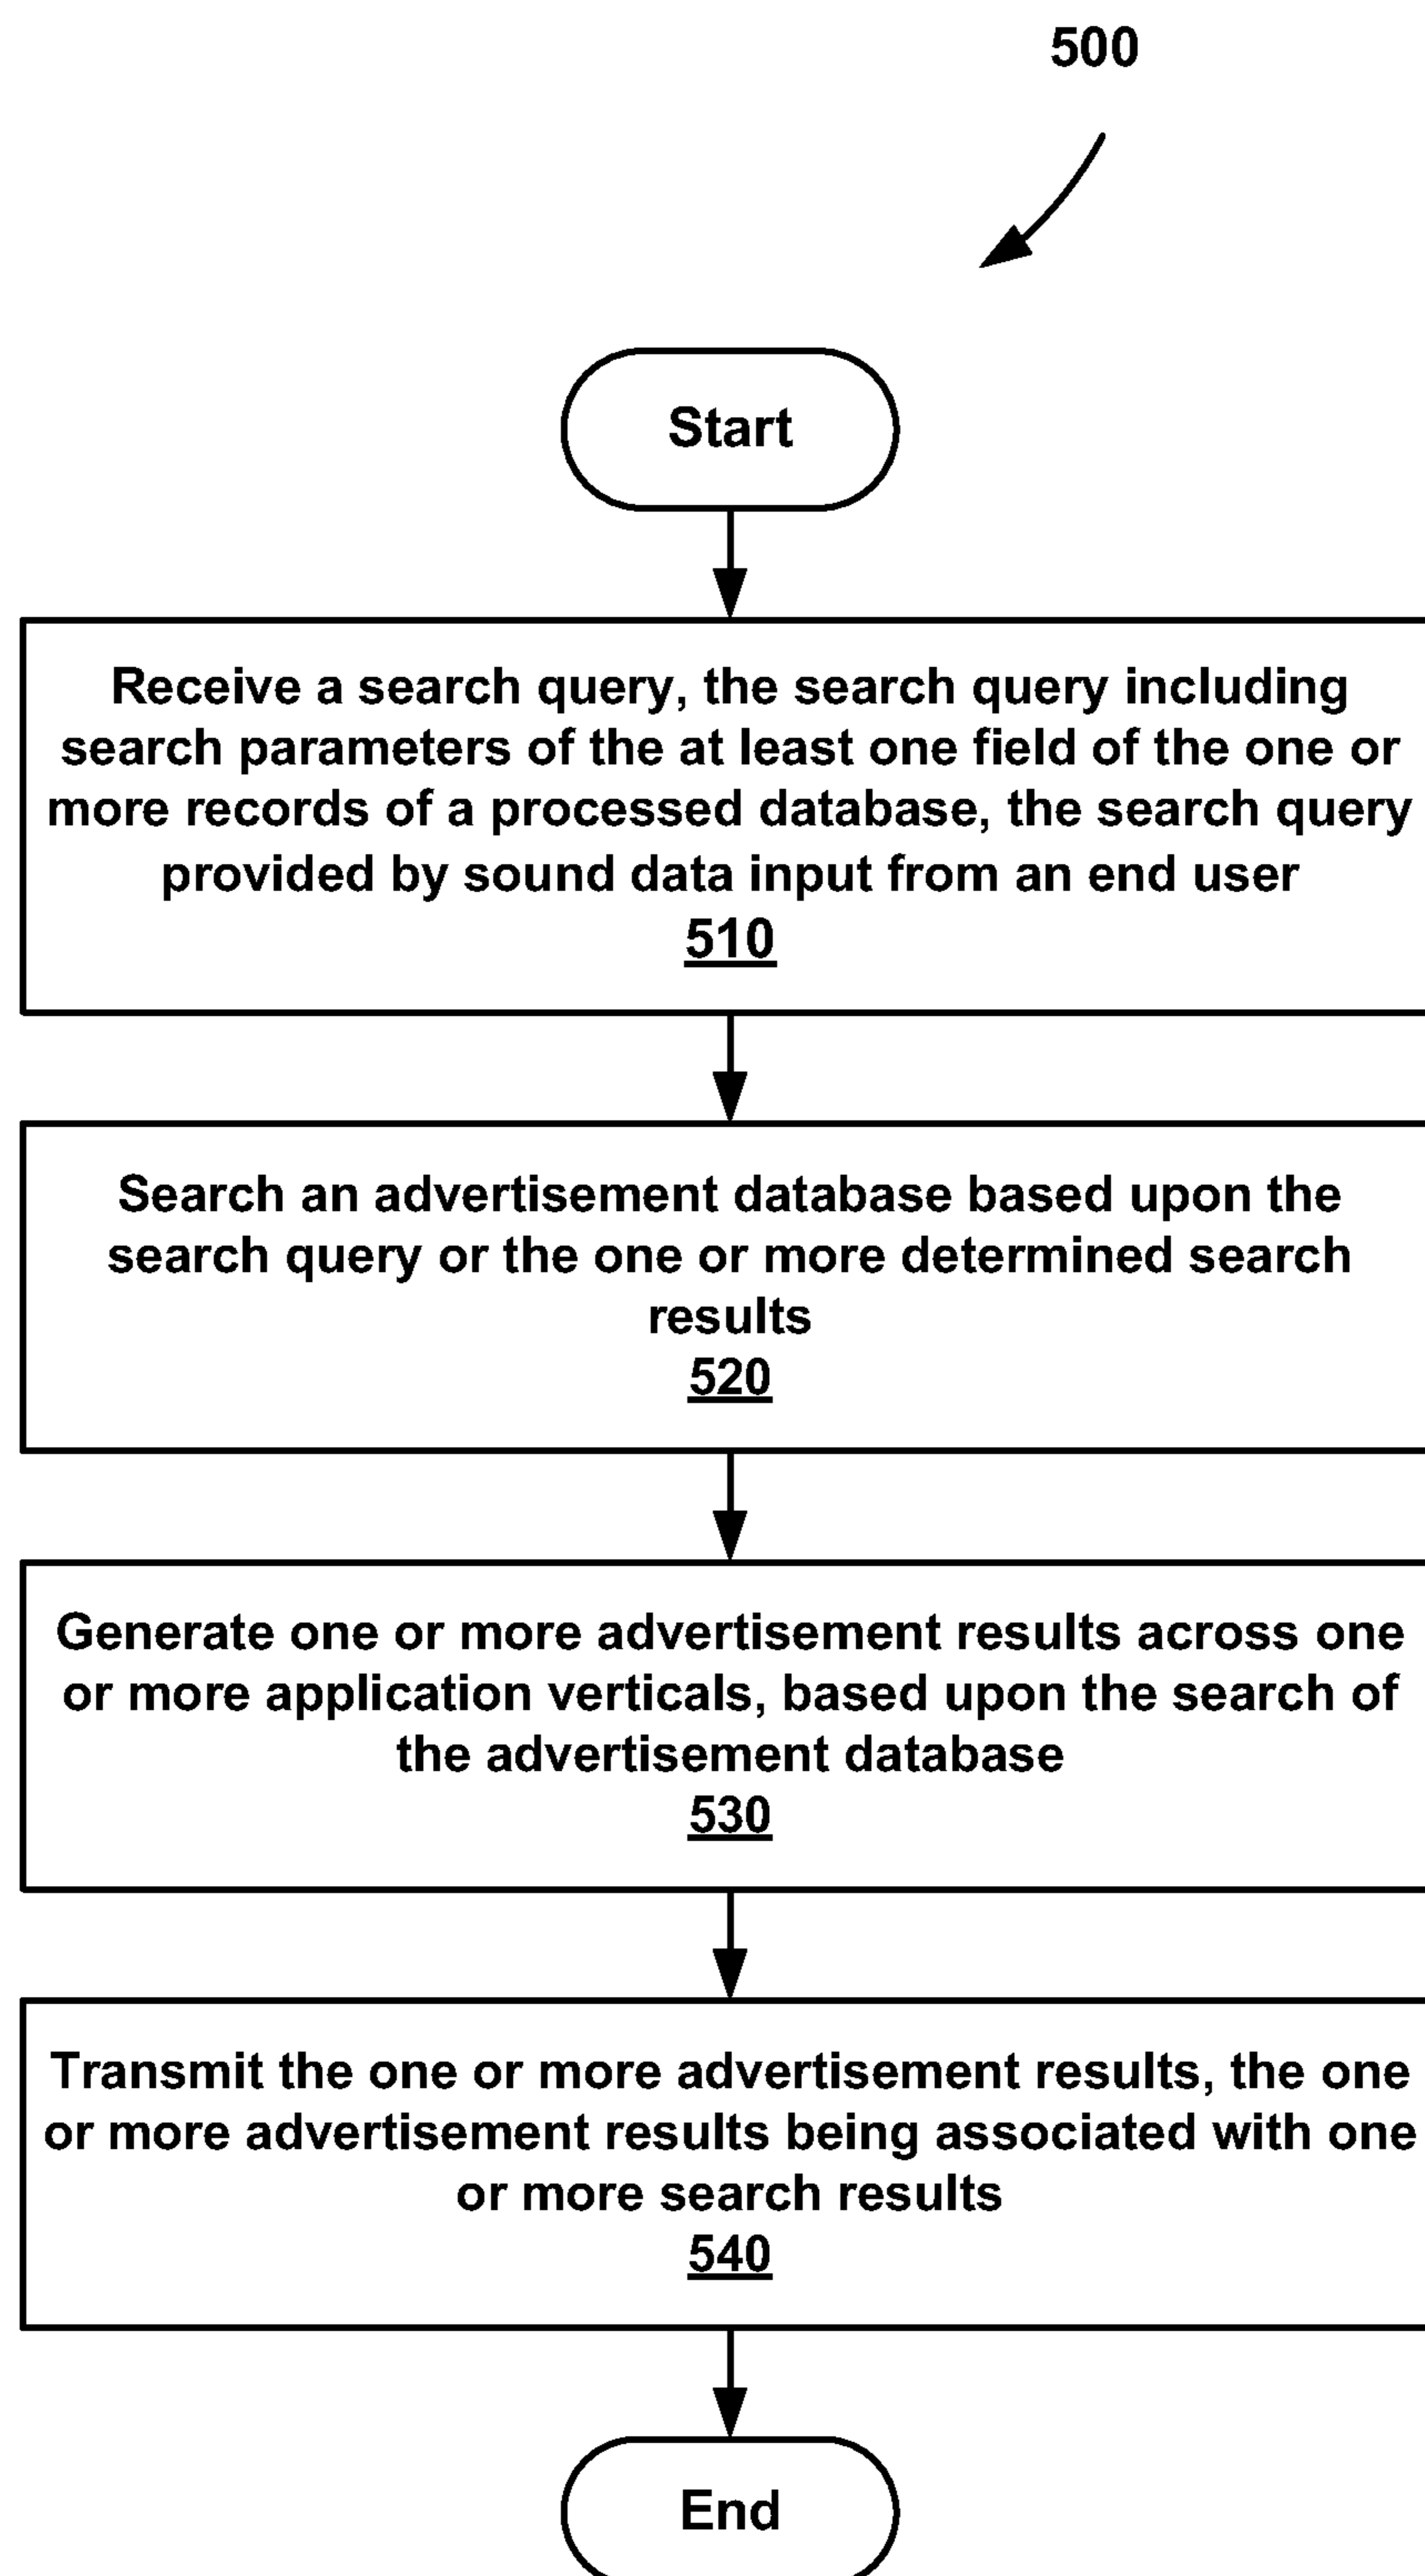 500
Start
Receive a search query, the search query including
search parameters of the at least one field of the one or
more records of a processed database, the search query
provided by sound data input from an end user
510
Search an advertisement database based upon the
search query or the one or more determined search
results
520
Generate one or more advertisement results across one
or more application verticals, based upon the search of
the advertisement database
530
Transmit the one or more advertisement results, the one
or more advertisement results being associated with one
or more search results
540
End